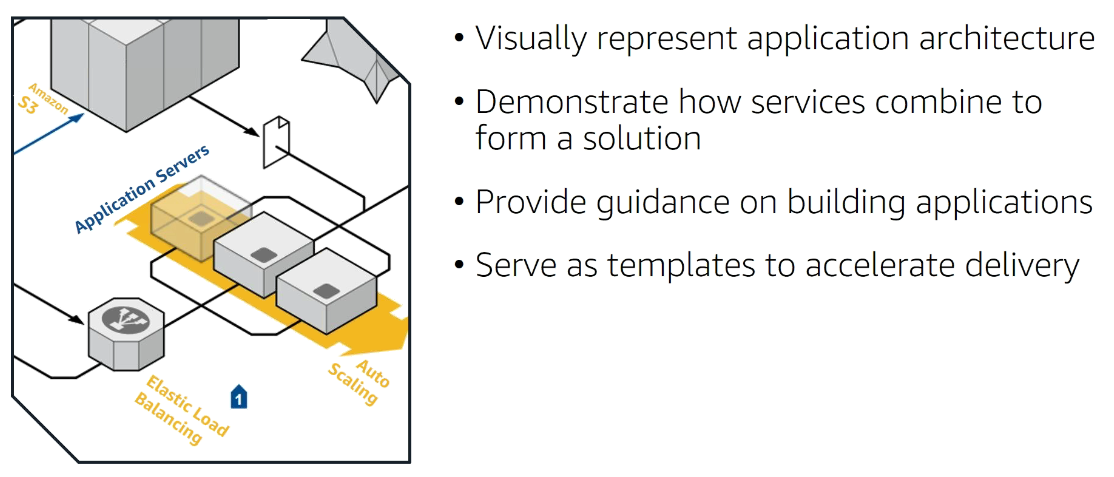 Amazon
S3
Application Servers
Elastic Load
Balancing
1
Auto
Scaling
• Visually represent application architecture
• Demonstrate how services combine to
form a solution
• Provide guidance on building applications
• Serve as templates to accelerate delivery